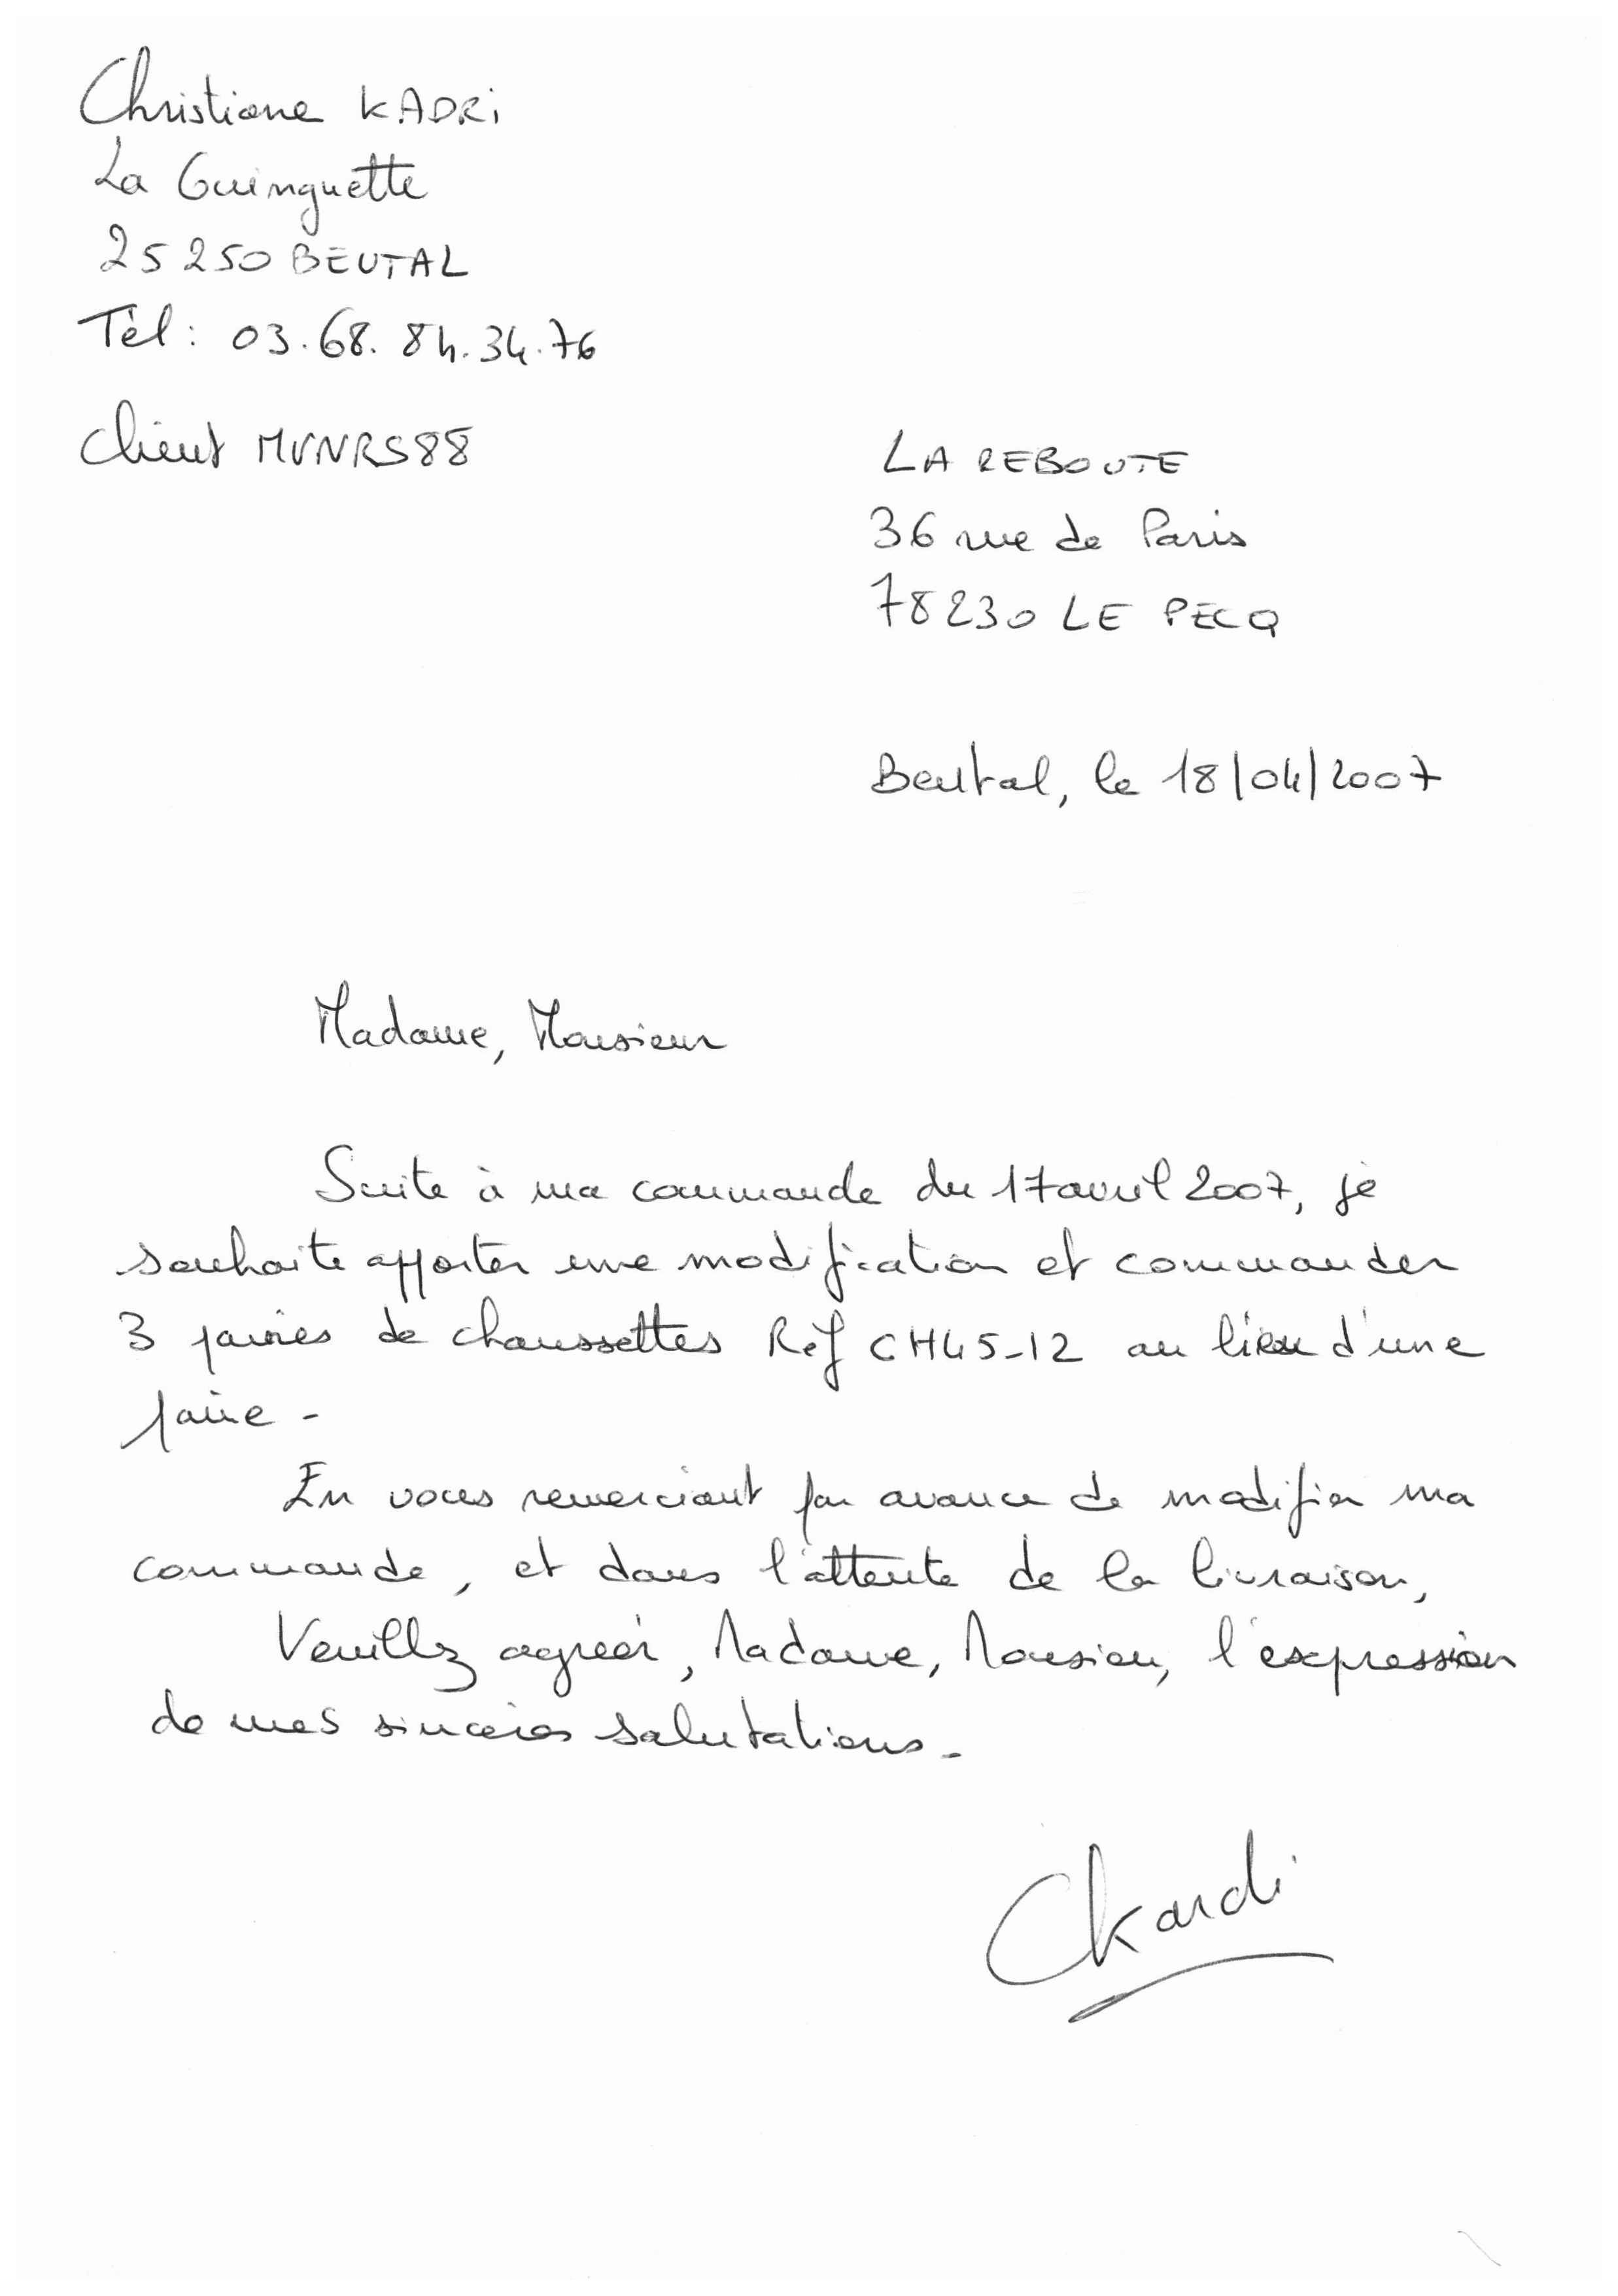 Christiane KADRi
La Guinguette
25250 BEUTAL
Tél : 03.68.84.34.76
Client MVNRS88
LA REBOUTE
36 rue de Paris
78230 LE PECQ
Beutal, le 18/04/2007
Madame, Monsieur
Suite à ma commande du 17 avril 2007, je
souhaite apporter une modification et commander
3 paires de chaussettes Réf CH45-12 au lieu d'une
paire -
En vous remerciant par avance de modifier ma
commande, et dans l'attente de la livraison,
Veuillez agréer, Madame, Monsieur, l'expression
de mes sincères salutations -
Ckardi